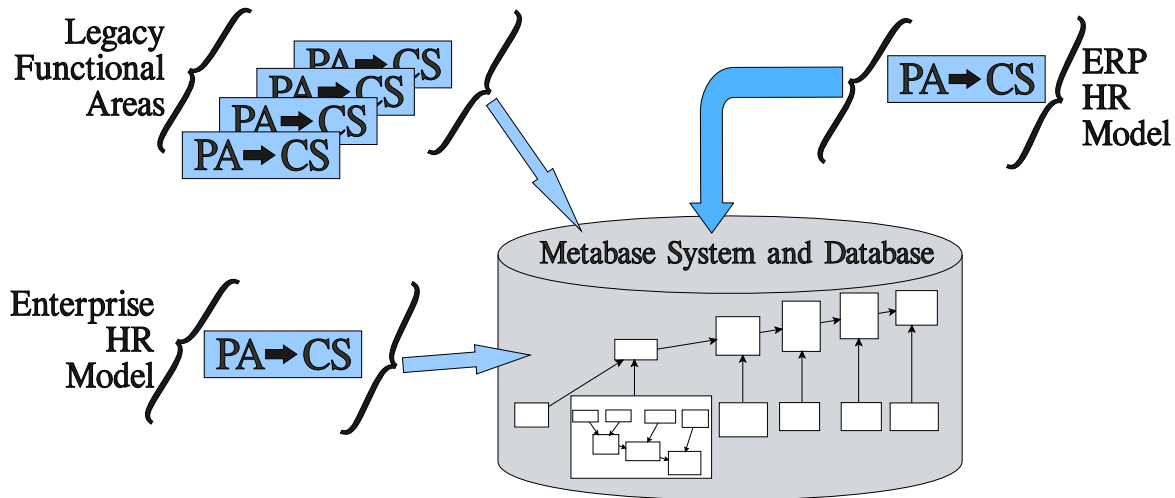 Legacy
Functional
Areas
PA CS
PA CS
PA CS
PA CS
PA CS
ERP
HR
Model
Metabase System and Database
Enterprise
HR
Model
PA CS